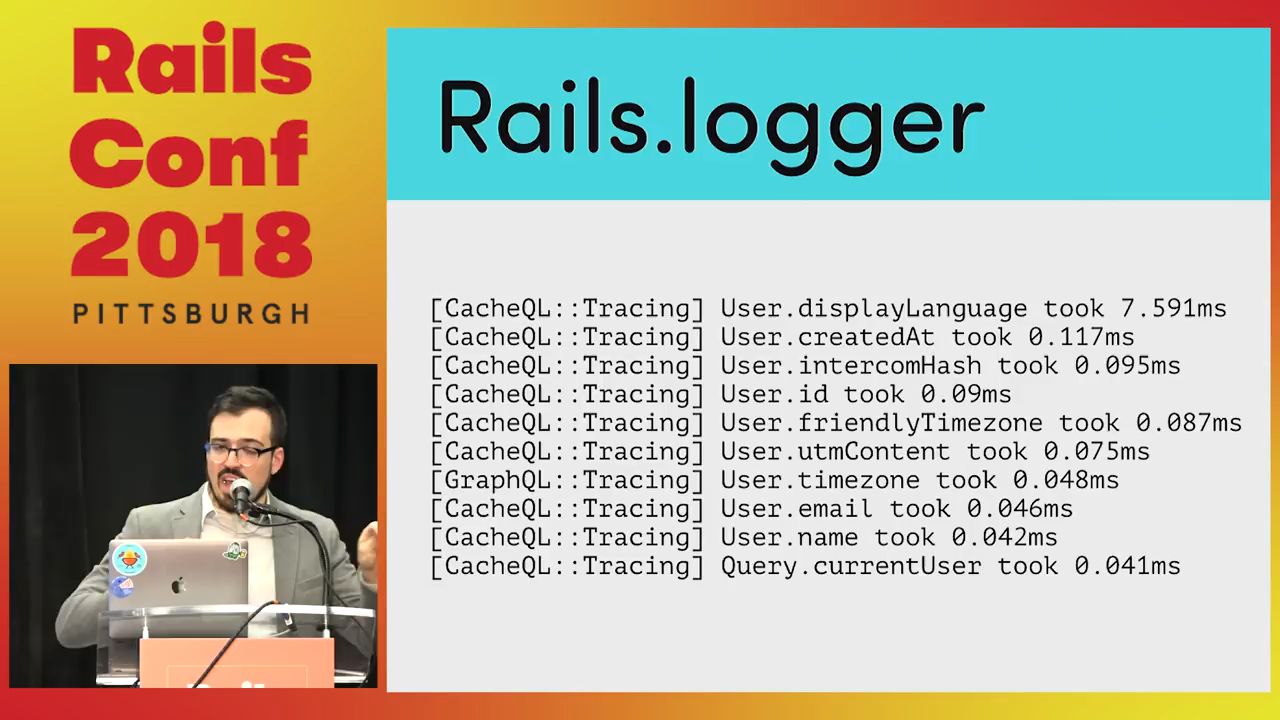 Rails
Conf
2018
PITTSBURGH
Rails.logger
[CacheQL::Tracing] User.displayLanguage took 7.591ms
[CacheQL::Tracing] User.createdAt took 0.117ms
[CacheQL::Tracing] User.intercomHash took 0.095ms
[CacheQL::Tracing] User.id took 0.09ms
[CacheQL::Tracing] User.friendlyTimezone took 0.087ms
[CacheQL::Tracing] User.utmContent took 0.075ms
[GraphQL::Tracing] User.timezone took 0.048ms
[CacheQL::Tracing] User.email took 0.046ms
[CacheQL::Tracing] User.name took 0.042ms
[CacheQL::Tracing] Query.currentUser took 0.041ms